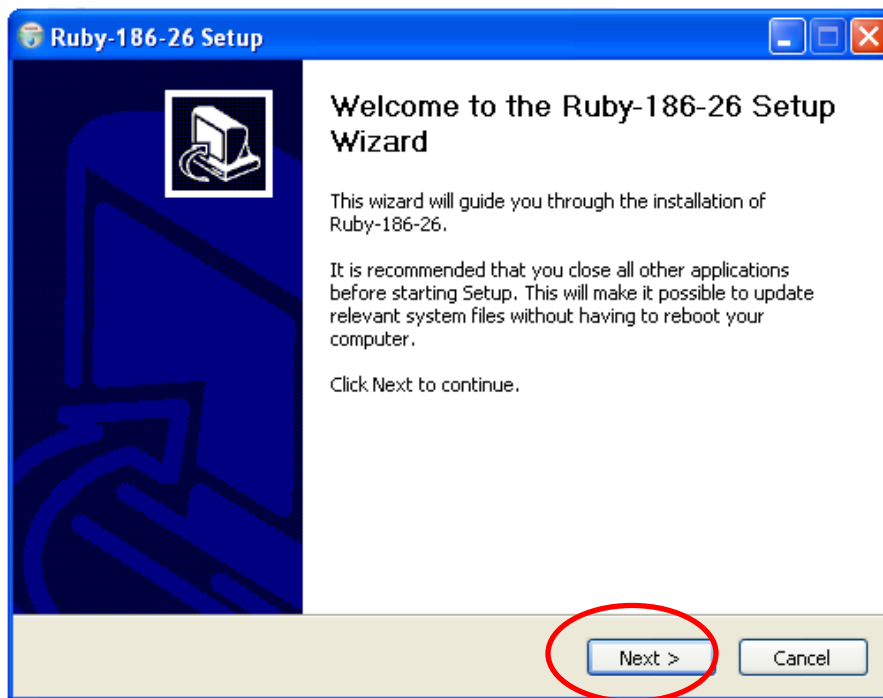 Ruby-186-26 Setup
Welcome to the Ruby-186-26 Setup
Wizard
This wizard will guide you through the installation of
Ruby-186-26.
It is recommended that you close all other applications
before starting Setup. This will make it possible to update
relevant system files without having to reboot your
computer.
Click Next to continue.
Next >
Cancel